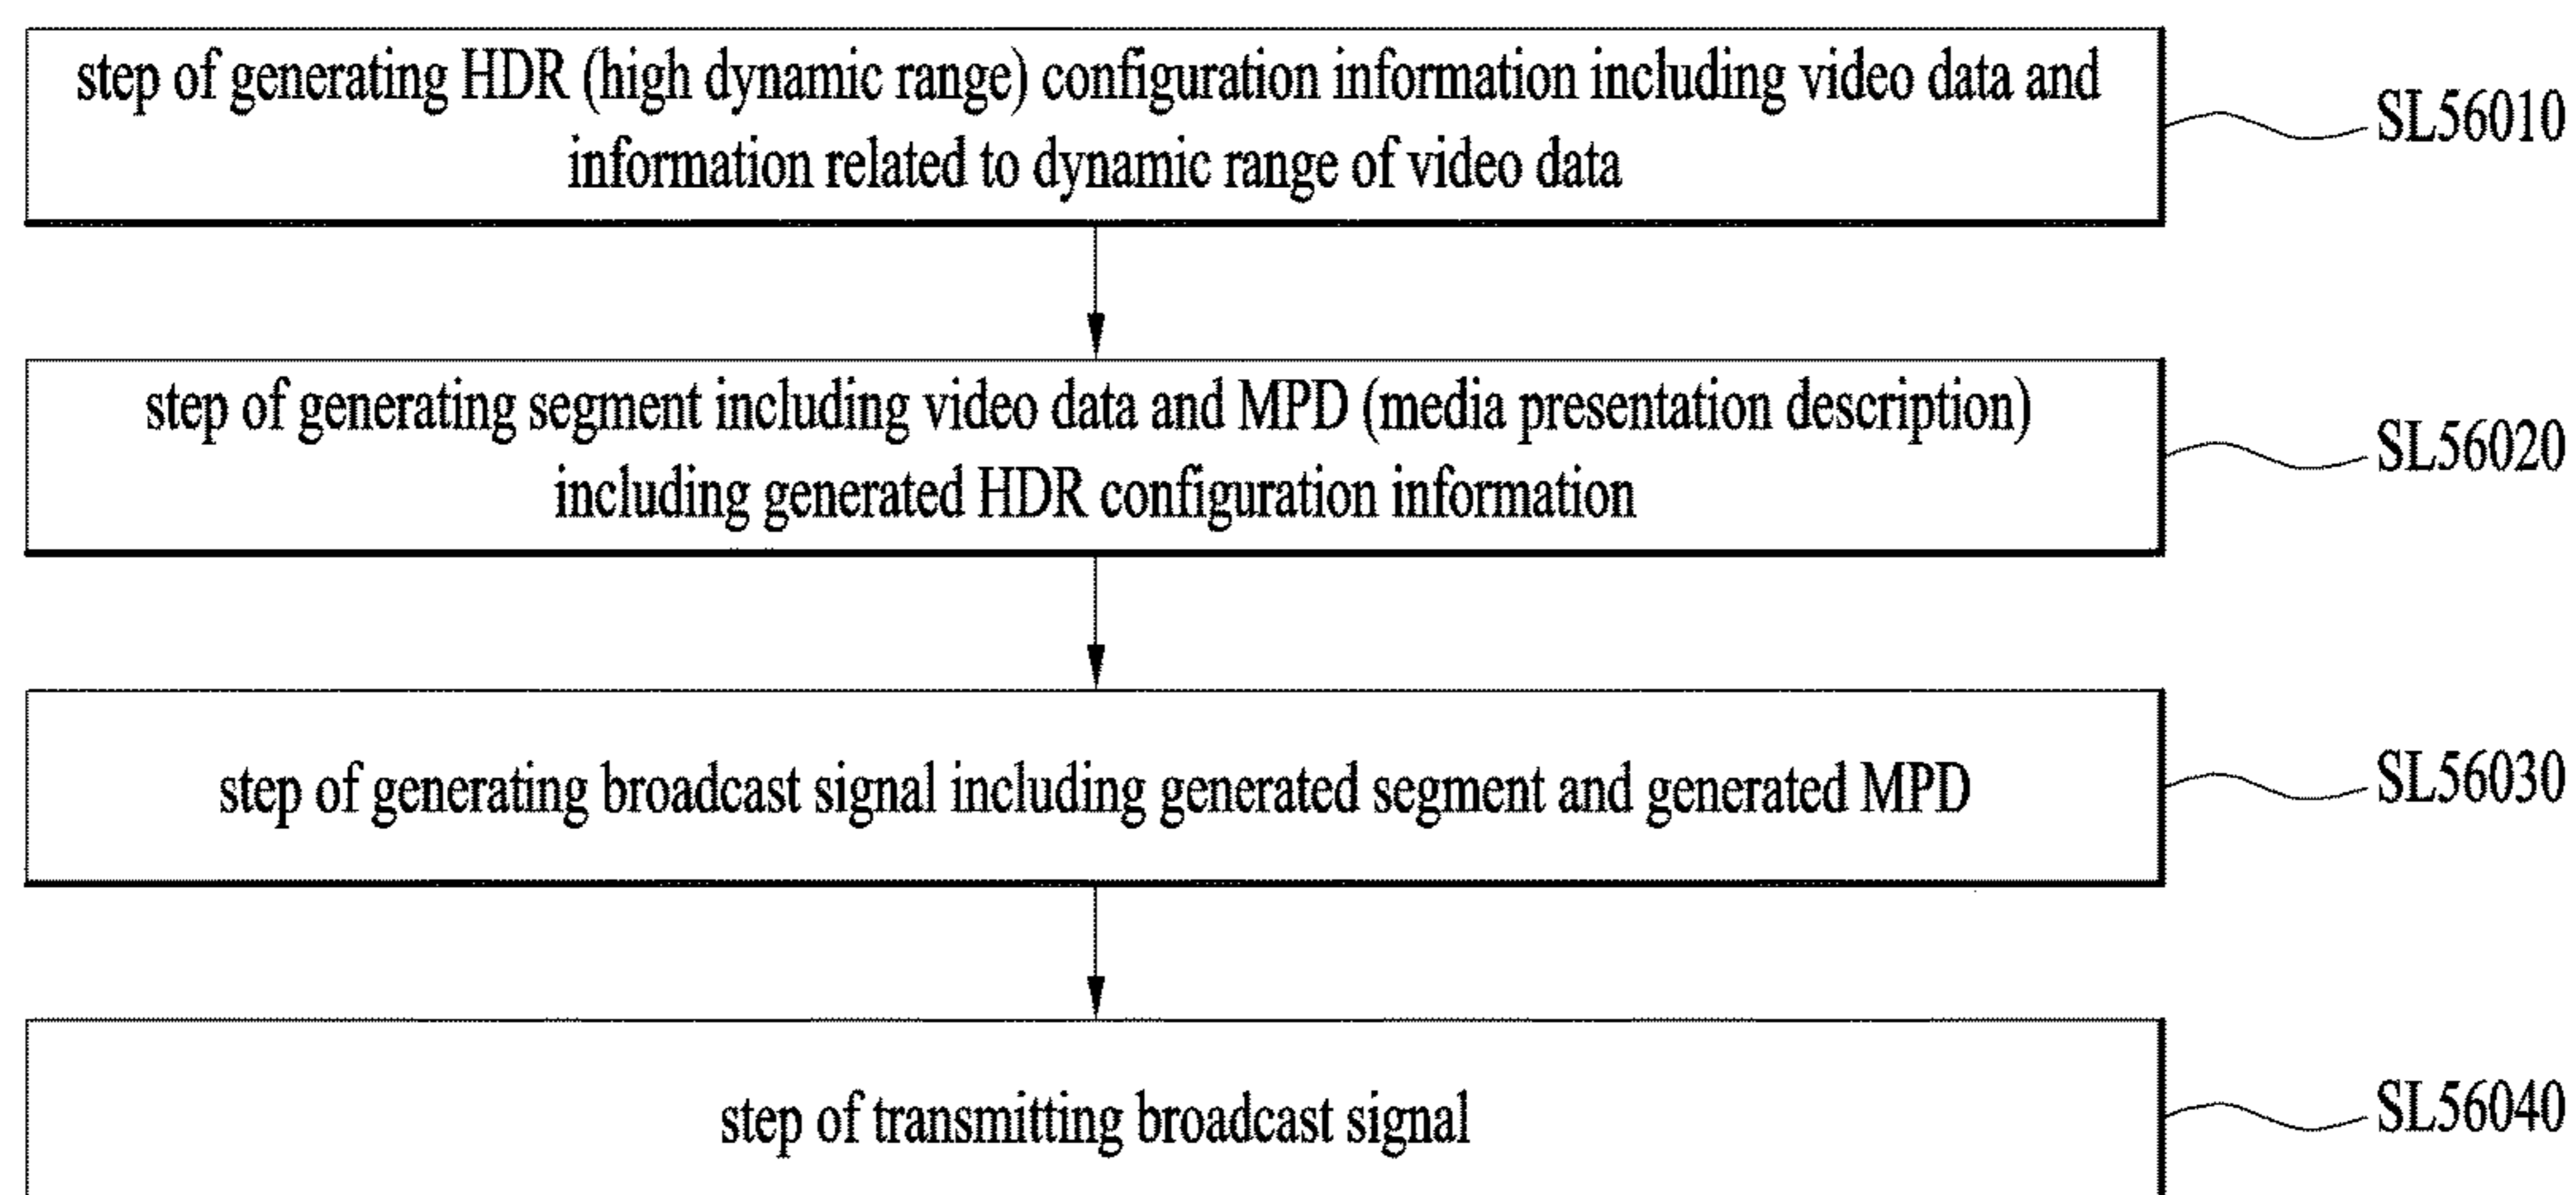 step of generating HDR (high dynamic range) configuration information including video data and
information related to dynamic range of video data
SL56010
step of generating segment including video data and MPD (media presentation description)
including generated HDR configuration information
SL56020
step of generating broadcast signal including generated segment and generated MPD
SL56030
step of transmitting broadcast signal
SL56040